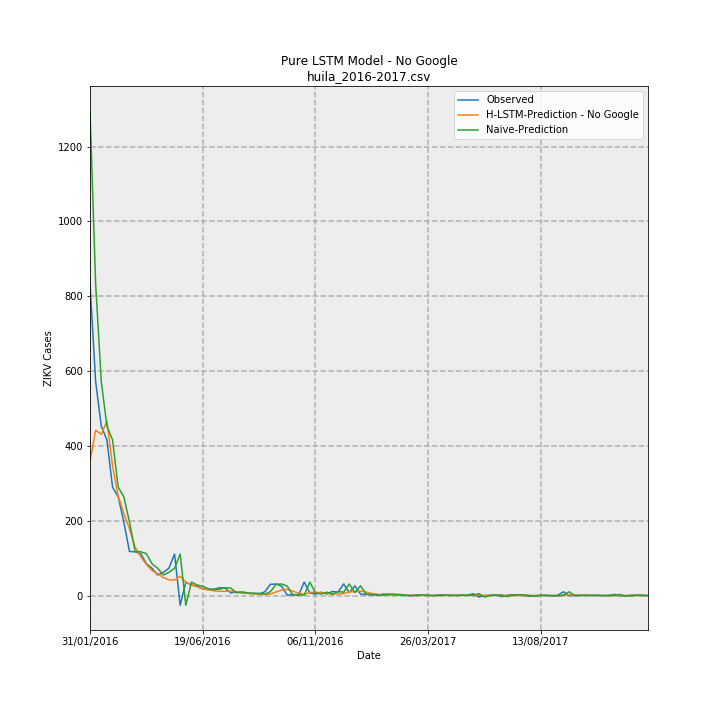 Pure LSTM Model - No Google
huila_2016-2017.csv
Observed
H-LSTM-Prediction - No Google
Naive-Prediction
1200
1000
800
600
400
200
0
ZIKV Cases
31/01/2016
19/06/2016
06/11/2016
26/03/2017
13/08/2017
Date